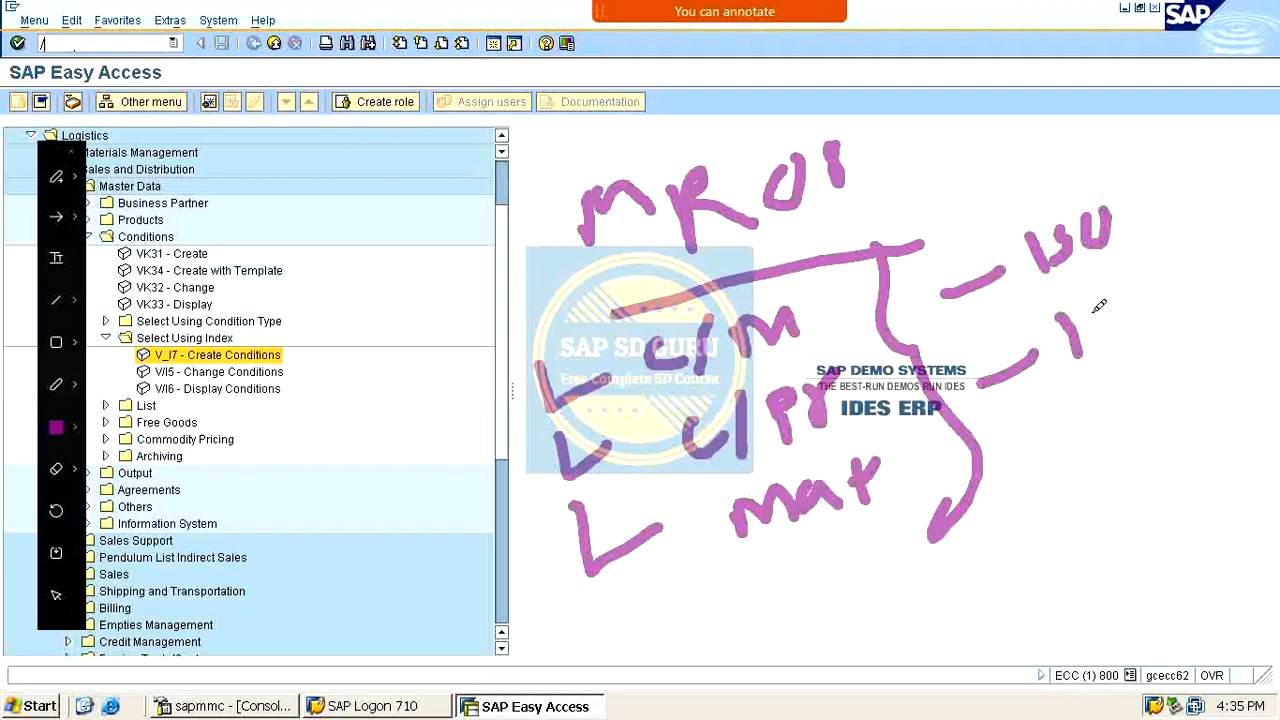 You can annotate
Menu Edit Favorites Extras System Help
SAP
SAP Easy Access
Other menu Create role Assign users Documentation
Logistics
Materials Management
Sales and Distribution
Master Data
Business Partner
Products
Conditions
VK31 - Create
VK34 - Create with Template
VK32 - Change
VK33 - Display
Select Using Condition Type
Select Using Index
V_I7 - Create Conditions
V/I5 - Change Conditions
V/I6 - Display Conditions
List
Free Goods
Commodity Pricing
Archiving
Output
Agreements
Others
Information System
Sales Support
Pendulum List Indirect Sales
Sales
Shipping and Transportation
Billing
Empties Management
Credit Management
SAP SD GURU
Free Complete SD Course
SAP DEMO SYSTEMS
THE BEST-RUN DEMOS RUN IDES
IDES ERP
c/m
c/pr
mat
ECC (1) 800 gcecc62 OVR
Start sapmmc - [Consol... SAP Logon 710 SAP Easy Access 4:35 PM